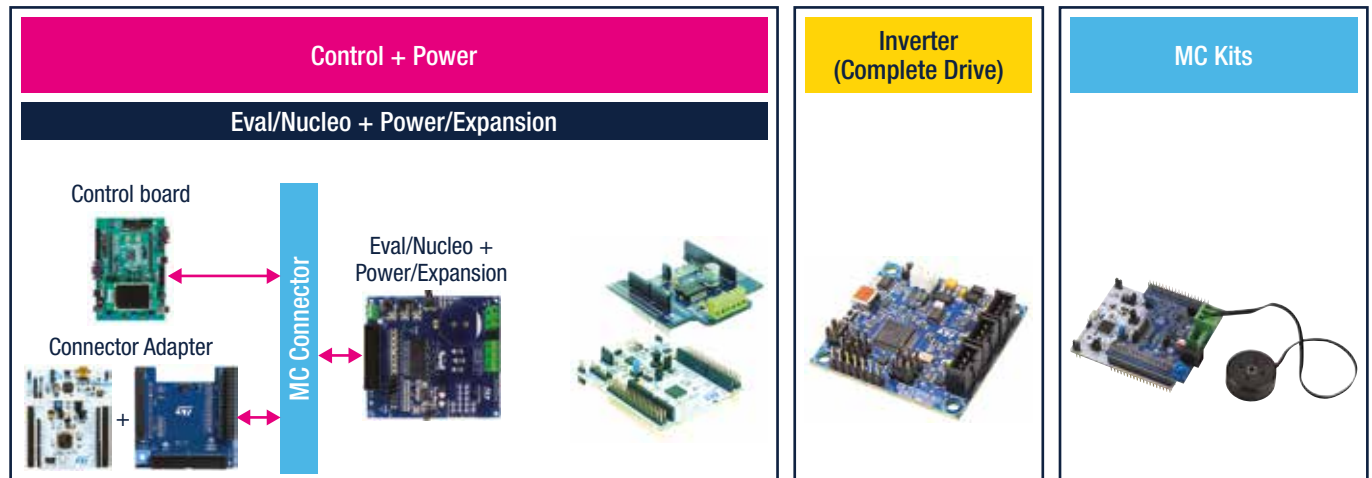 Control + Power
Eval/Nucleo + Power/Expansion
Control board
Connector Adapter
+
MC Connector
Eval/Nucleo +
Power/Expansion
Inverter
(Complete Drive)
MC Kits